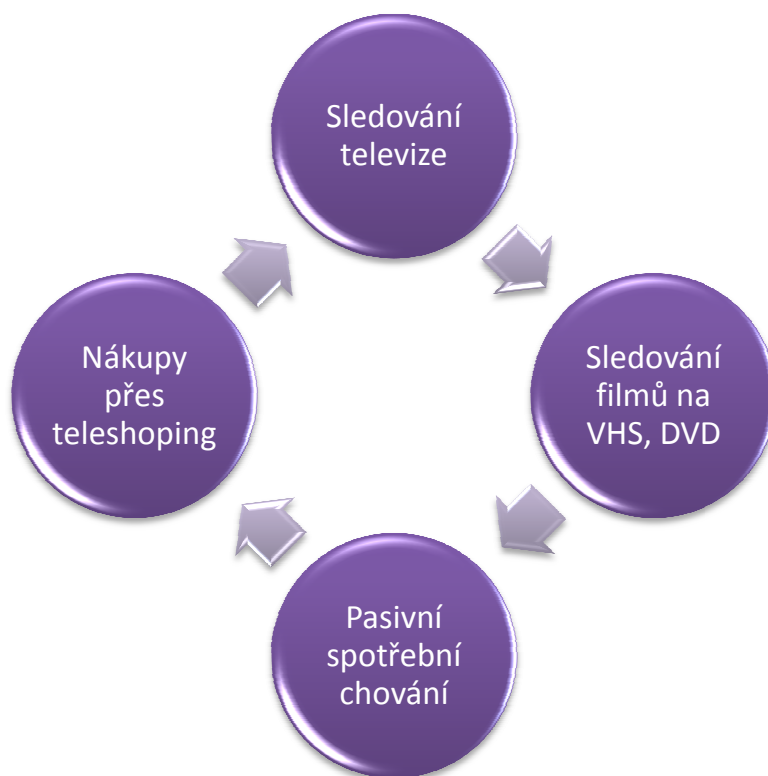 Sledování
televize
Sledování
filmů na
VHS, DVD
Pasivní
spotřební
chování
Nákupy
přes
teleshoping